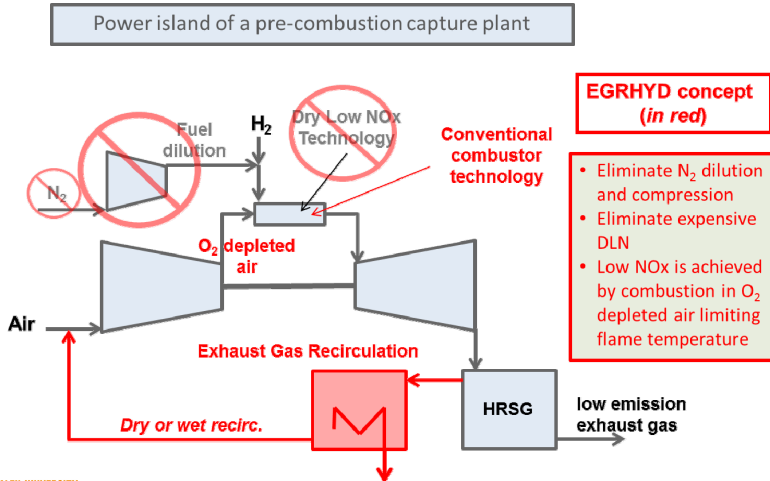 Power island of a pre-combustion capture plant
EGRHYD concept
(in red)
Fuel
dilution
H2
Dry Low NOx
Technology
Conventional
combustor
technology
N2
O2 depleted
air
• Eliminate N2 dilution
and compression
• Eliminate expensive
DLN
• Low NOx is achieved
by combustion in O2
depleted air limiting
flame temperature
Air
Exhaust Gas Recirculation
Dry or wet recirc.
HRSG
low emission
exhaust gas